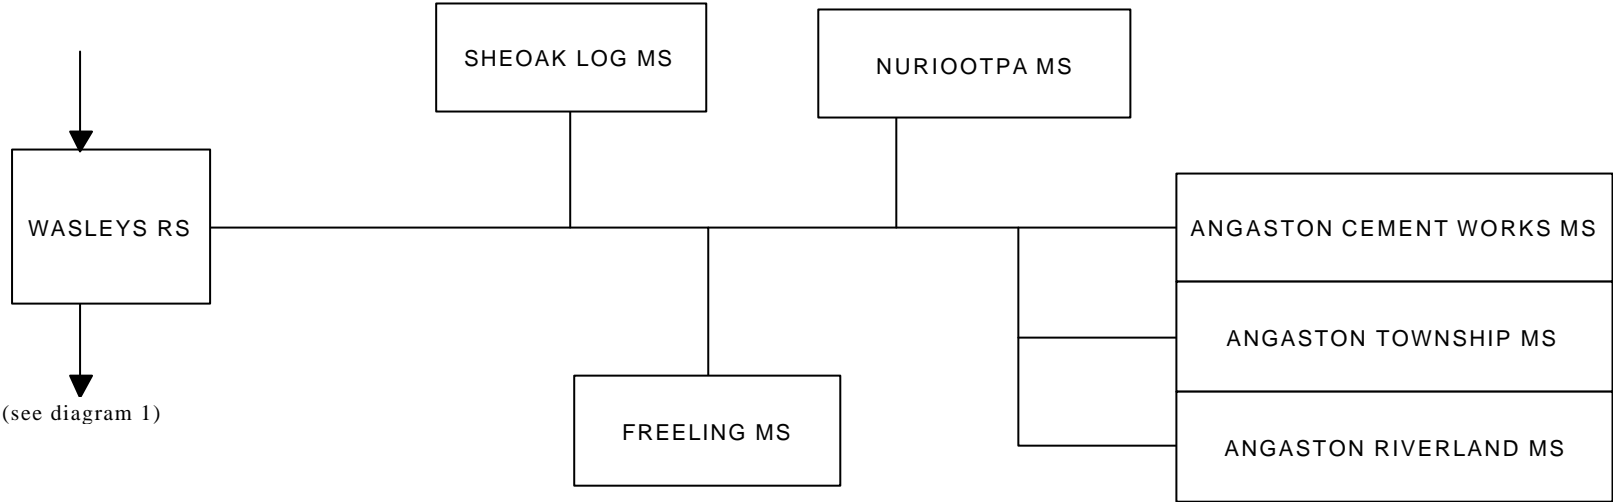 SHEOAK LOG MS
NURIOOTPA MS
WASLEYS RS
ANGASTON CEMENT WORKS MS
ANGASTON TOWNSHIP MS
(see diagram 1)
FREELING MS
ANGASTON RIVERLAND MS